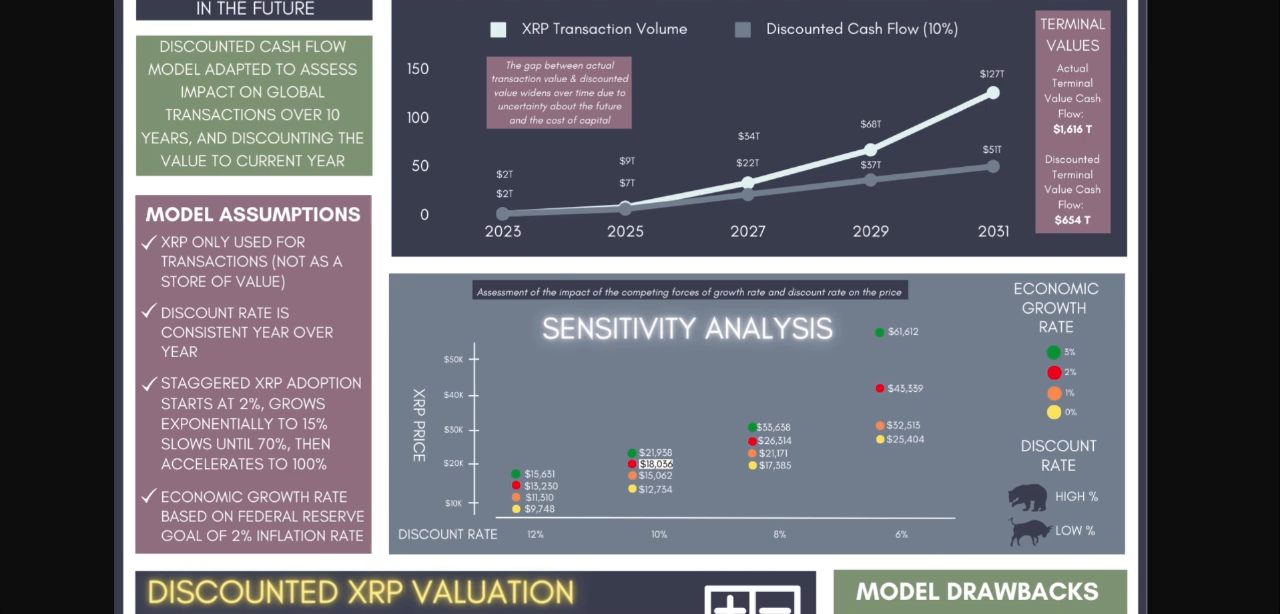 IN THE FUTURE
DISCOUNTED CASH FLOW
MODEL ADAPTED TO ASSESS
IMPACT ON GLOBAL
TRANSACTIONS OVER 10
YEARS, AND DISCOUNTING THE
VALUE TO CURRENT YEAR
MODEL ASSUMPTIONS
XRP ONLY USED FOR
TRANSACTIONS (NOT AS A
STORE OF VALUE)
DISCOUNT RATE IS
CONSISTENT YEAR OVER
YEAR
STAGGERED XRP ADOPTION
STARTS AT 2%, GROWS
EXPONENTIALLY TO 15%
SLOWS UNTIL 70%, THEN
ACCELERATES TO 100%
ECONOMIC GROWTH RATE
BASED ON FEDERAL RESERVE
GOAL OF 2% INFLATION RATE
XRP Transaction Volume
Discounted Cash Flow (10%)
The gap between actual
transaction value & discounted
value widens over time due to
uncertainty about the future
and the cost of capital
150
100
50
0
$2T
$2T
$9T
$7T
$34T
$22T
$68T
$37T
$127T
$51T
2023
2025
2027
2029
2031
TERMINAL
VALUES
Actual
Terminal
Value Cash
Flow:
$1,616 T
Discounted
Terminal
Value Cash
Flow:
$654 T
Assessment of the impact of the competing forces of growth rate and discount rate on the price
SENSITIVITY ANALYSIS
XRP PRICE
$50K
$40K
$30K
$20K
$10K
$15,631
$13,230
$11,310
$9,748
$21,938
$18,036
$15,062
$12,734
$33,638
$26,314
$21,171
$17,385
$61,612
$43,339
$32,513
$25,404
DISCOUNT RATE
12%
10%
8%
6%
ECONOMIC
GROWTH
RATE
3%
2%
1%
0%
DISCOUNT
RATE
HIGH %
LOW %
DISCOUNTED XRP VALUATION
MODEL DRAWBACKS